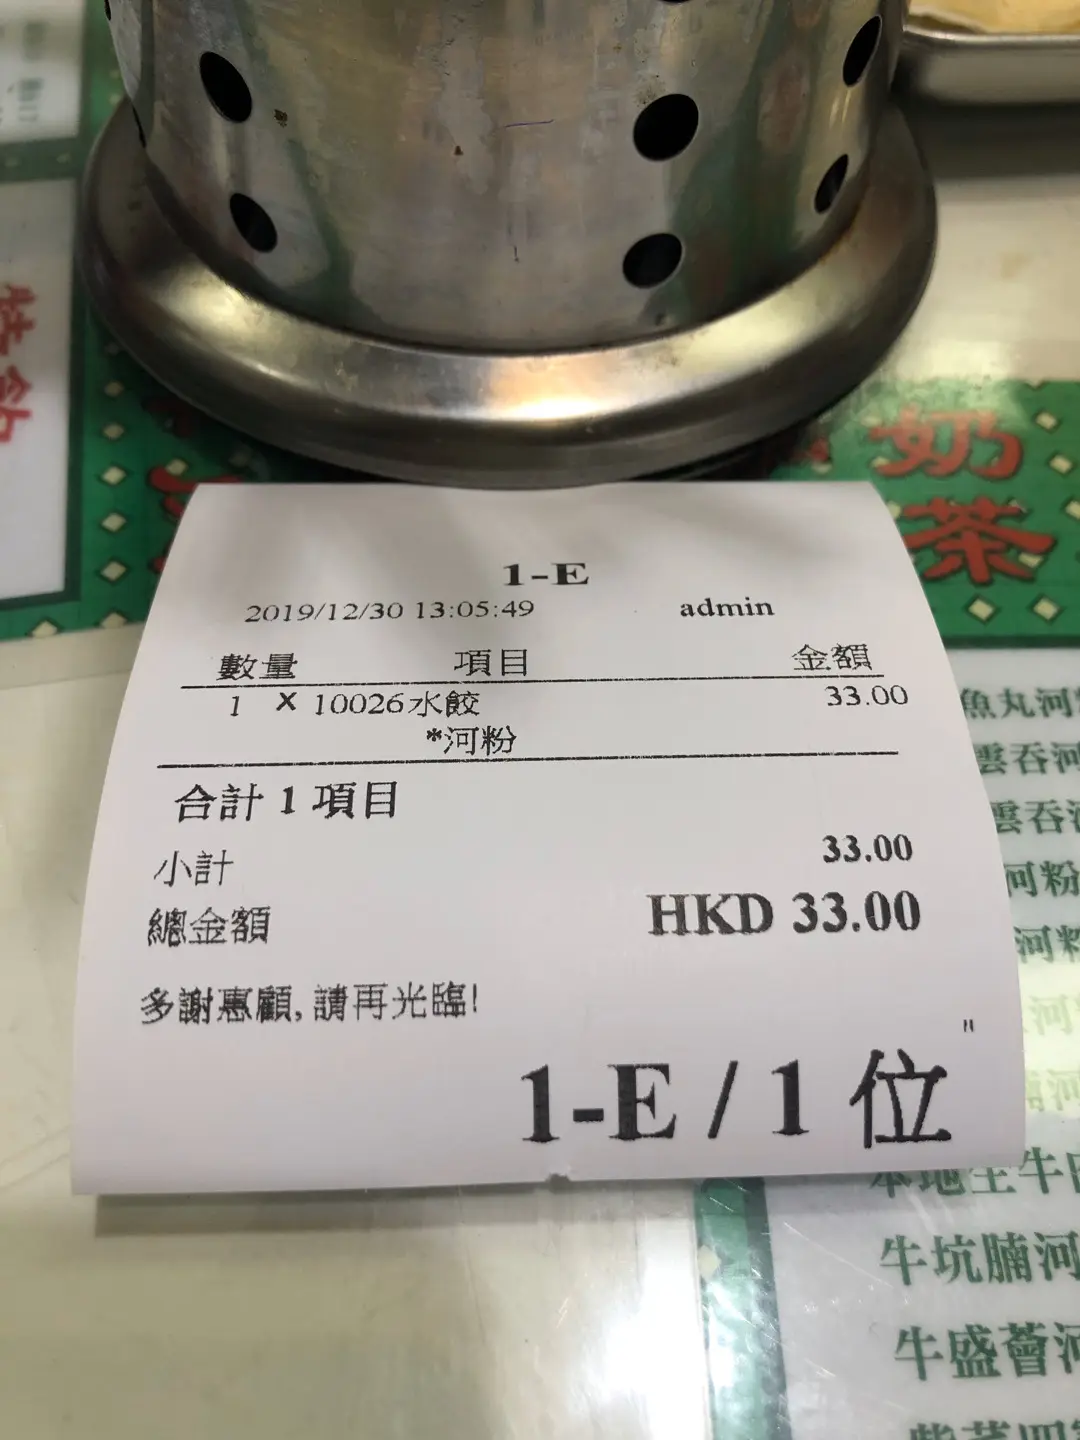 奶
茶
1-E
2019/12/30 13:05:49 admin
數量 項目 金額
1 X 10026水餃 33.00
*河粉
合計 1 項目
小計 33.00
總金額 HKD 33.00
多謝惠顧,請再光臨!
"
1-E / 1 位
魚丸河
雲吞河
雲吞
河粉
河粉
河
河
本地生牛
牛坑腩河
牛盛薈河